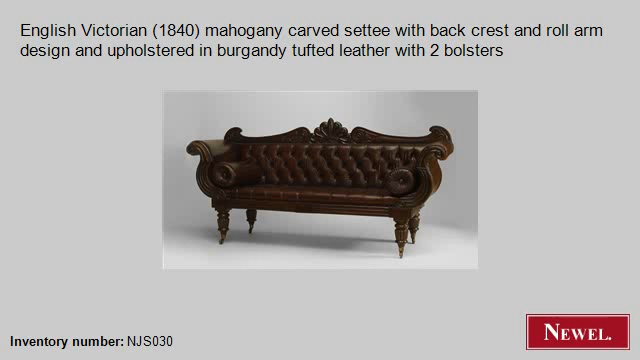 English Victorian (1840) mahogany carved settee with back crest and roll arm
design and upholstered in burgandy tufted leather with 2 bolsters
Inventory number: NJS030
NEWEL.